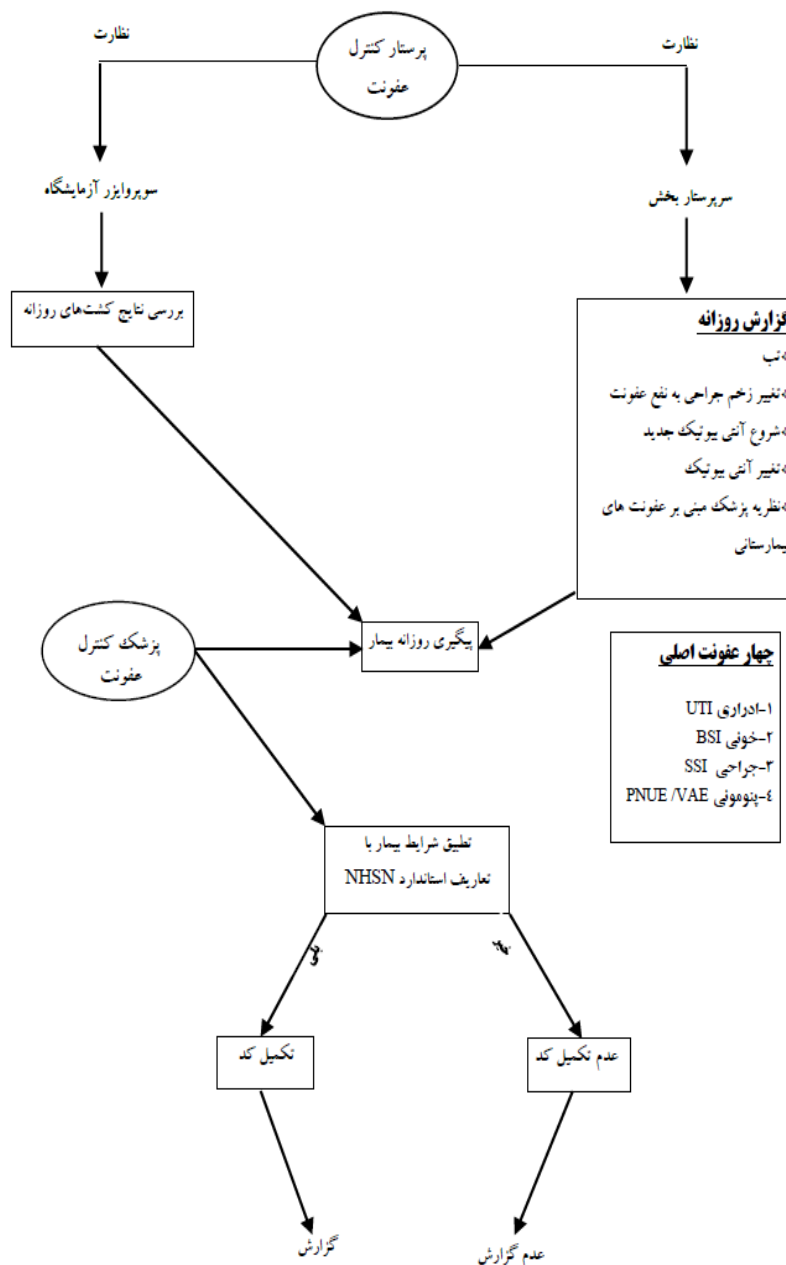 پرستار کنترل
عفونت
نظارت
نظارت
سرپرستار بخش
سوپروایزر آزمایشگاه
گزارش روزانه
*تب
*تغییر زخم جراحی به نفع عفونت
*شروع آنتی بیوتیک جدید
*تغییر آنتی بیوتیک
*نظریه پزشک مبنی بر عفونت های
بیمارستانی
بررسی نتایج کشت‌های روزانه
پیگیری روزانه بیمار
پزشک کنترل
عفونت
چهار عفونت اصلی
۱-ادراری UTI
۲-خونی BSI
۳-جراحی SSI
٤-پنومونی PNUE /VAE
تطبیق شرایط بیمار با
تعاریف استاندارد NHSN
خیر
بلی
عدم تکمیل کد
تکمیل کد
عدم گزارش
گزارش